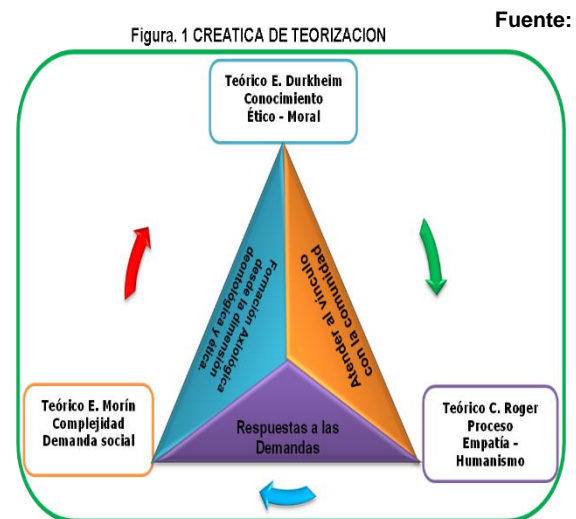 Fuente:
Figura. 1 CREATICA DE TEORIZACION
Teórico E. Durkheim
Conocimiento
Ético - Moral
Formación Axiológica
desde la dimensión
deontológica y ética.
Atender al vinculo
con la comunidad
Respuestas a las
Demandas
Teórico E. Morín
Complejidad
Demanda social
Teórico C. Roger
Proceso
Empatía -
Humanismo